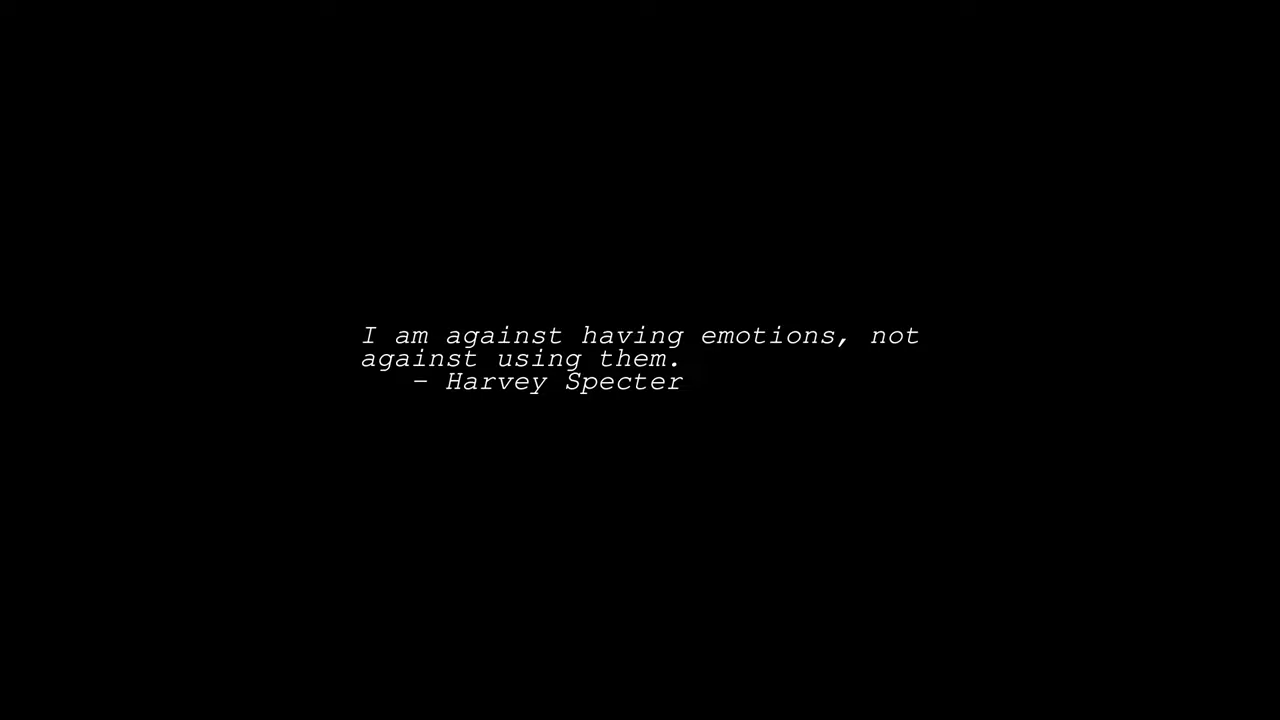 I am against having emotions, not
against using them.
- Harvey Specter